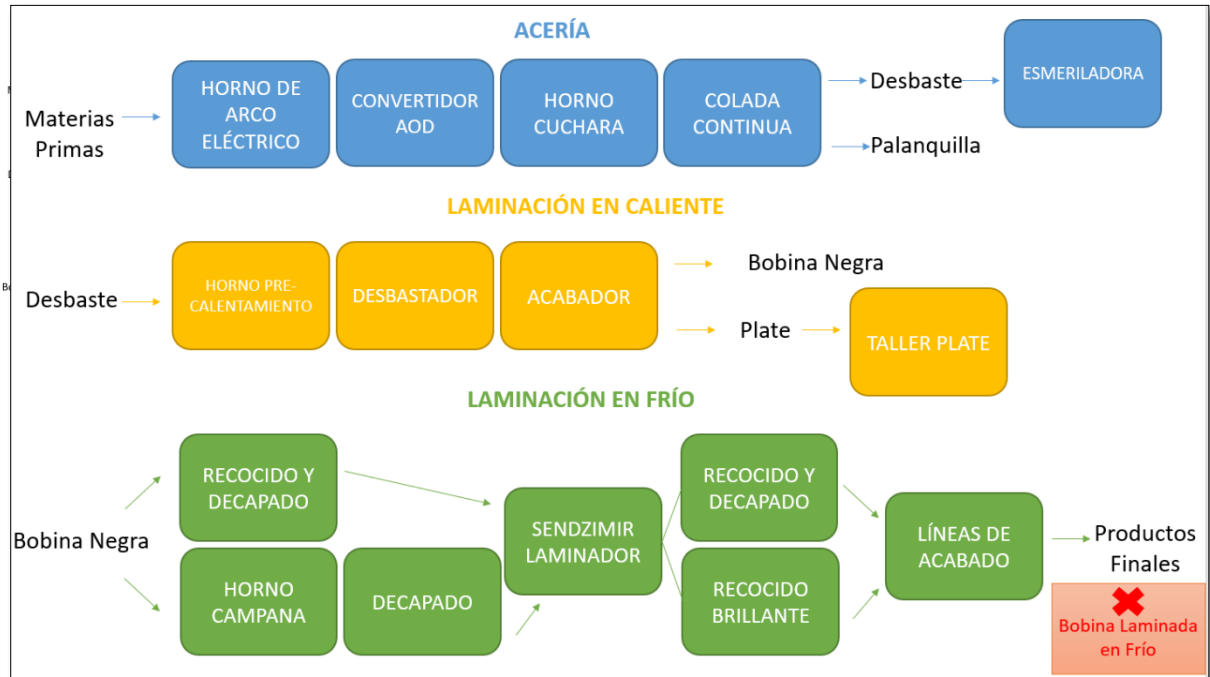 ACERÍA
Materias
Primas
HORNO DE
ARCO
ELÉCTRICO
CONVERTIDOR
AOD
HORNO
CUCHARA
COLADA
CONTINUA
Desbaste
Palanquilla
ESMERILADORA
LAMINACIÓN EN CALIENTE
Desbaste
HORNO PRE-
CALENTAMIENTO
DESBASTADOR
ACABADOR
Bobina Negra
Plate
TALLER PLATE
LAMINACIÓN EN FRÍO
Bobina Negra
RECOCIDO Y
DECAPADO
HORNO
CAMPANA
DECAPADO
SENDZIMIR
LAMINADOR
RECOCIDO Y
DECAPADO
RECOCIDO
BRILLANTE
LÍNEAS DE
ACABADO
Productos
Finales
Bobina Laminada
en Frío